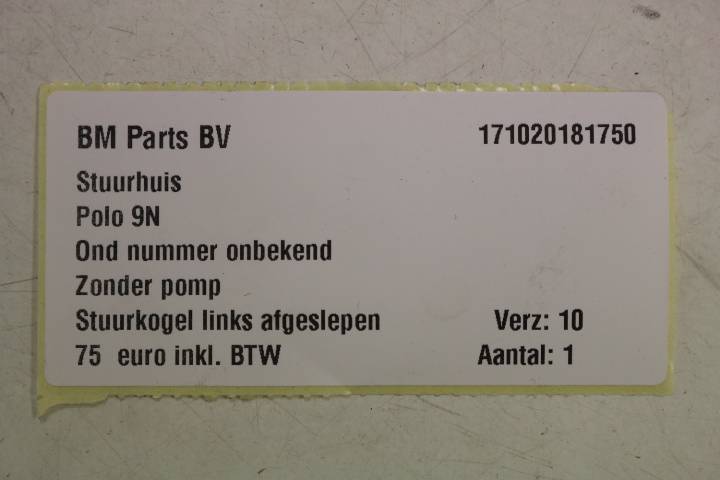 BM Parts BV 171020181750
Stuurhuis
Polo 9N
Ond nummer onbekend
Zonder pomp
Stuurkogel links afgeslepen Verz: 10
75 euro inkl. BTW Aantal: 1